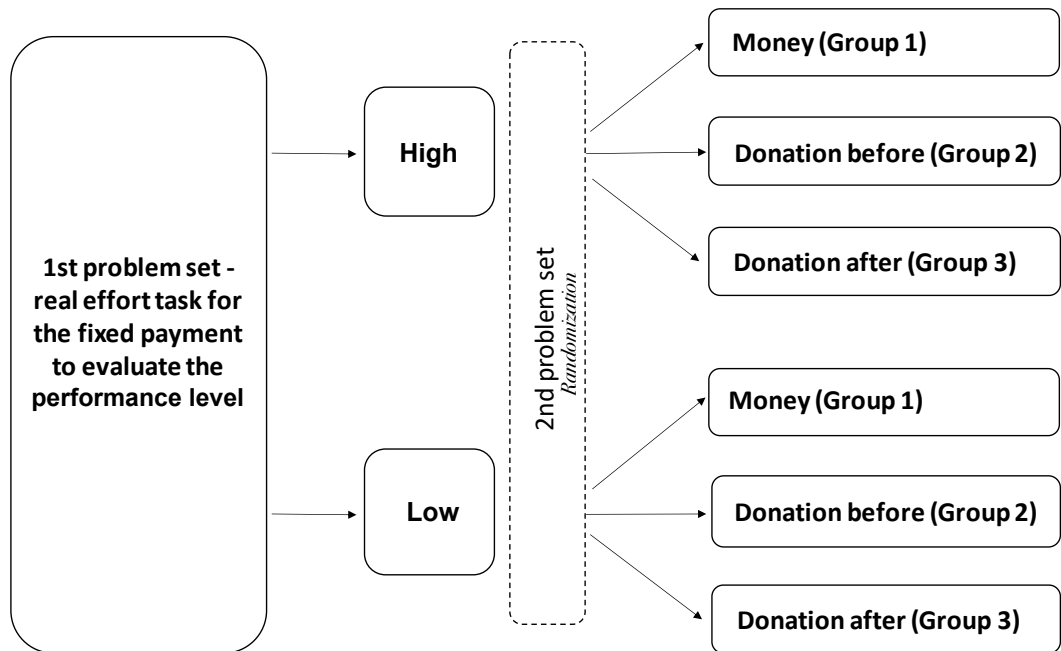 1st problem set -
real effort task for
the fixed payment
to evaluate the
performance level
High
Low
2nd problem set
Randomization
Money (Group 1)
Donation before (Group 2)
Donation after (Group 3)
Money (Group 1)
Donation before (Group 2)
Donation after (Group 3)